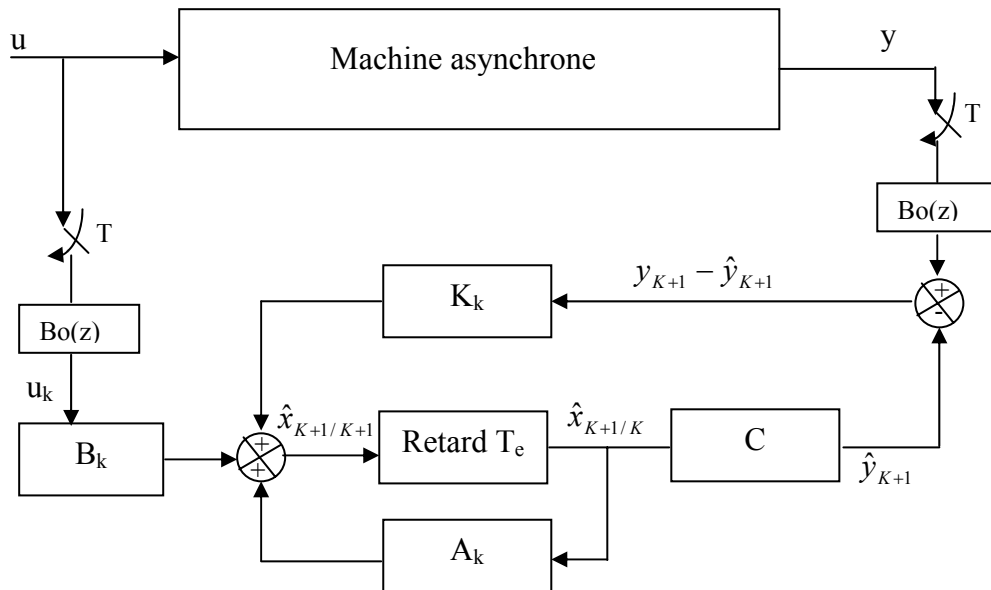 u
Machine asynchrone
y
T
Bo(z)
T
K_k
y_{K+1} − ŷ_{K+1}
+
-
Bo(z)
u_k
B_k
x̂_{K+1/K+1}
+
+
Retard T_e
x̂_{K+1/K}
C
ŷ_{K+1}
A_k